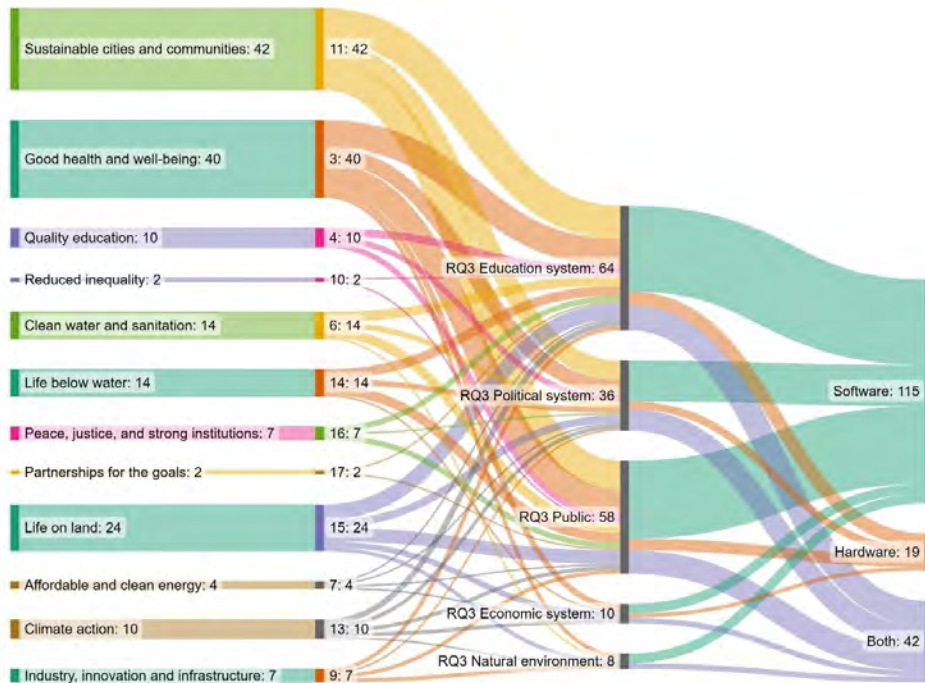 Sustainable cities and communities: 42
11: 42
Good health and well-being: 40
3: 40
Quality education: 10
4: 10
Reduced inequality: 2
10: 2
Clean water and sanitation: 14
6: 14
Life below water: 14
14: 14
Peace, justice, and strong institutions: 7
16: 7
Partnerships for the goals: 2
17: 2
Life on land: 24
15: 24
Affordable and clean energy: 4
7: 4
Climate action: 10
13: 10
Industry, innovation and infrastructure: 7
9: 7
RQ3 Education system: 64
RQ3 Political system: 36
RQ3 Public: 58
RQ3 Economic system: 10
RQ3 Natural environment: 8
Software: 115
Hardware: 19
Both: 42